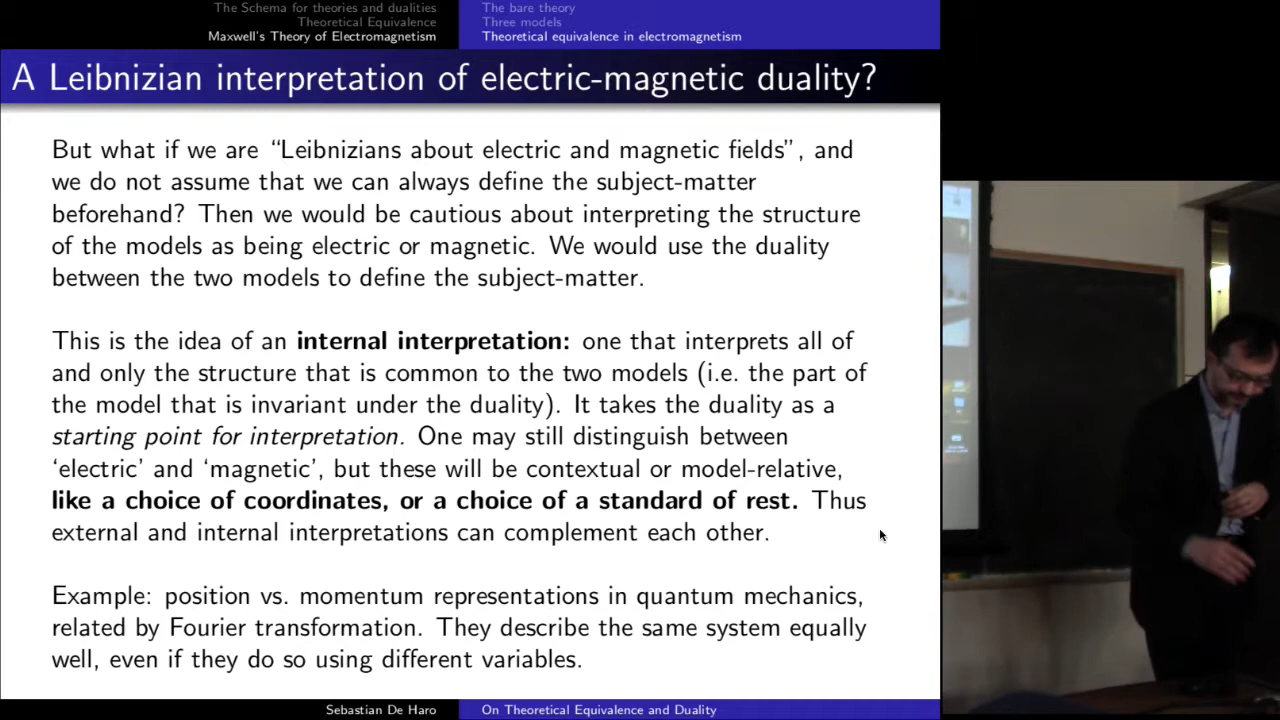 The Schema for theories and dualities
Theoretical Equivalence
Maxwell's Theory of Electromagnetism
The bare theory
Three models
Theoretical equivalence in electromagnetism
A Leibnizian interpretation of electric-magnetic duality?
But what if we are “Leibnizians about electric and magnetic fields”, and
we do not assume that we can always define the subject-matter
beforehand? Then we would be cautious about interpreting the structure
of the models as being electric or magnetic. We would use the duality
between the two models to define the subject-matter.
This is the idea of an internal interpretation: one that interprets all of
and only the structure that is common to the two models (i.e. the part of
the model that is invariant under the duality). It takes the duality as a
starting point for interpretation. One may still distinguish between
‘electric’ and ‘magnetic’, but these will be contextual or model-relative,
like a choice of coordinates, or a choice of a standard of rest. Thus
external and internal interpretations can complement each other.
Example: position vs. momentum representations in quantum mechanics,
related by Fourier transformation. They describe the same system equally
well, even if they do so using different variables.
Sebastian De Haro
On Theoretical Equivalence and Duality